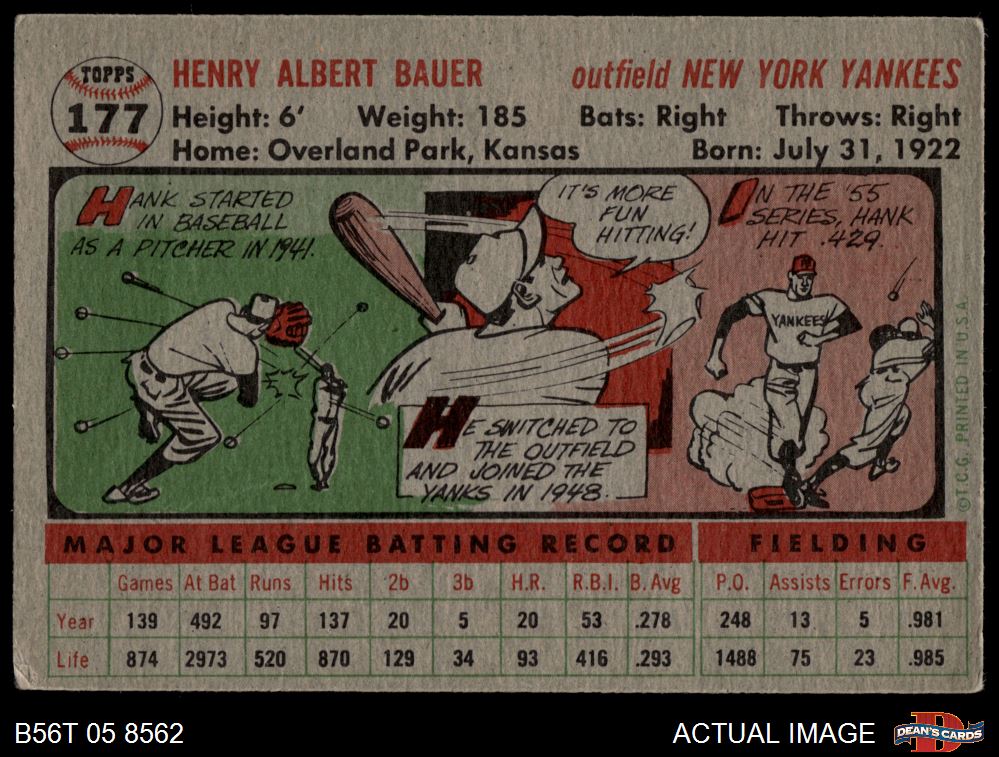 TOPPS
177
HENRY ALBERT BAUER outfield NEW YORK YANKEES
Height: 6' Weight: 185 Bats: Right Throws: Right
Home: Overland Park, Kansas Born: July 31, 1922
HANK STARTED
IN BASEBALL
AS A PITCHER IN 1941.
IT'S MORE
FUN
HITTING!
HE SWITCHED TO
THE OUTFIELD
AND JOINED THE
YANKS IN 1948.
IN THE '55
SERIES, HANK
HIT .429.
YANKEES
© T.C.G. PRINTED IN U.S.A.
MAJOR LEAGUE BATTING RECORD FIELDING
Games At Bat Runs Hits 2b 3b H.R. R.B.I. B. Avg P.O. Assists Errors F. Avg.
Year 139 492 97 137 20 5 20 53 .278 248 13 5 .981
Life 874 2973 520 870 129 34 93 416 .293 1488 75 23 .985
B56T 05 8562 ACTUAL IMAGE DEAN'S CARDS